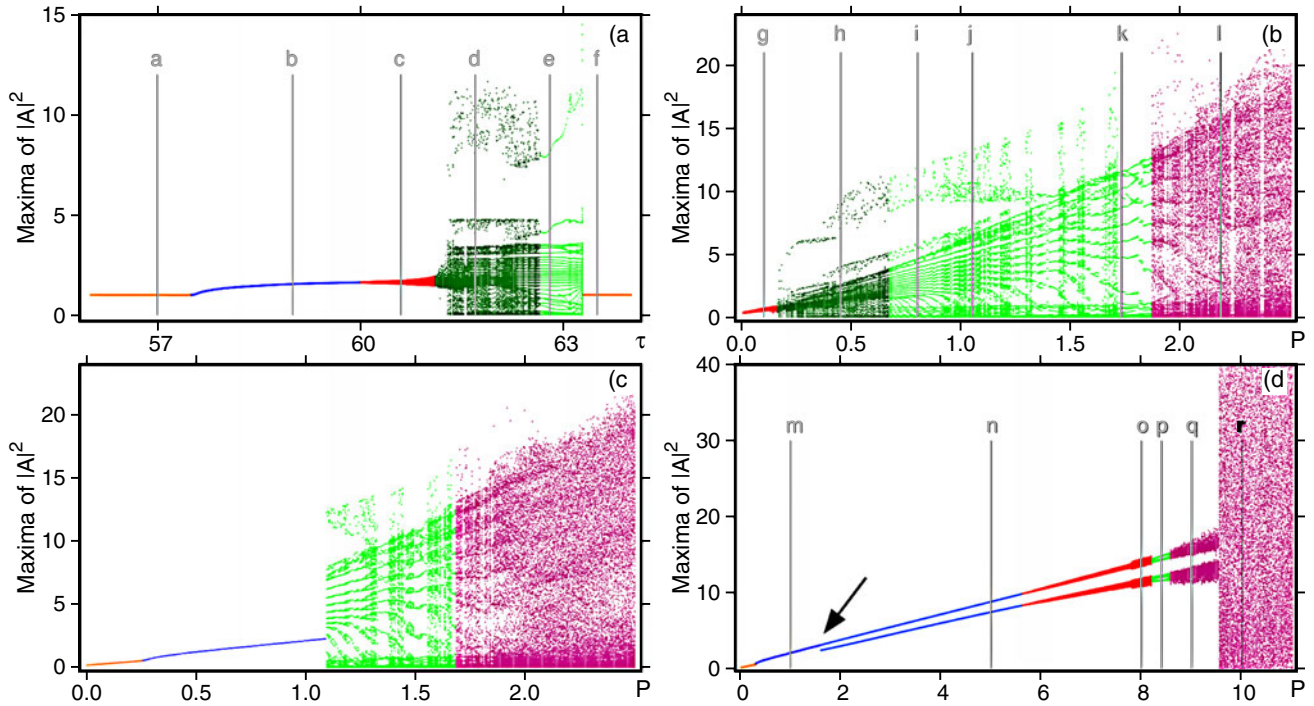 15
(a
Maxima of |A|²
a
b
c
d
e
f
10
5
0
57
60
63
τ
(b
Maxima of |A|²
g
h
i
j
k
l
20
15
10
5
0
0.0
0.5
1.0
1.5
2.0
P
(c
Maxima of |A|²
20
15
10
5
0
0.0
0.5
1.0
1.5
2.0
P
40
(d
Maxima of |A|²
m
n
o
p
q
r
30
20
10
0
0
2
4
6
8
10
P